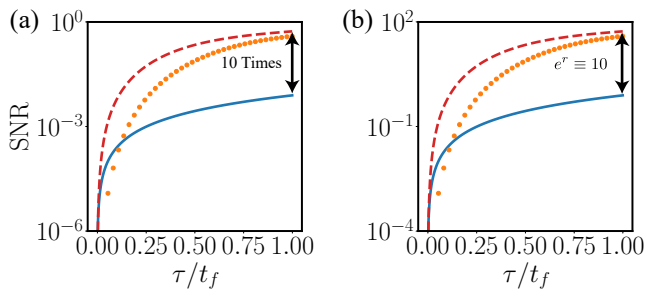 (a)
SNR
10^0
10^{-3}
10^{-6}
10 Times
0.00 0.25 0.50 0.75 1.00
τ/t_f
(b)
10^2
10^{-1}
10^{-4}
e^r ≡ 10
0.00 0.25 0.50 0.75 1.00
τ/t_f